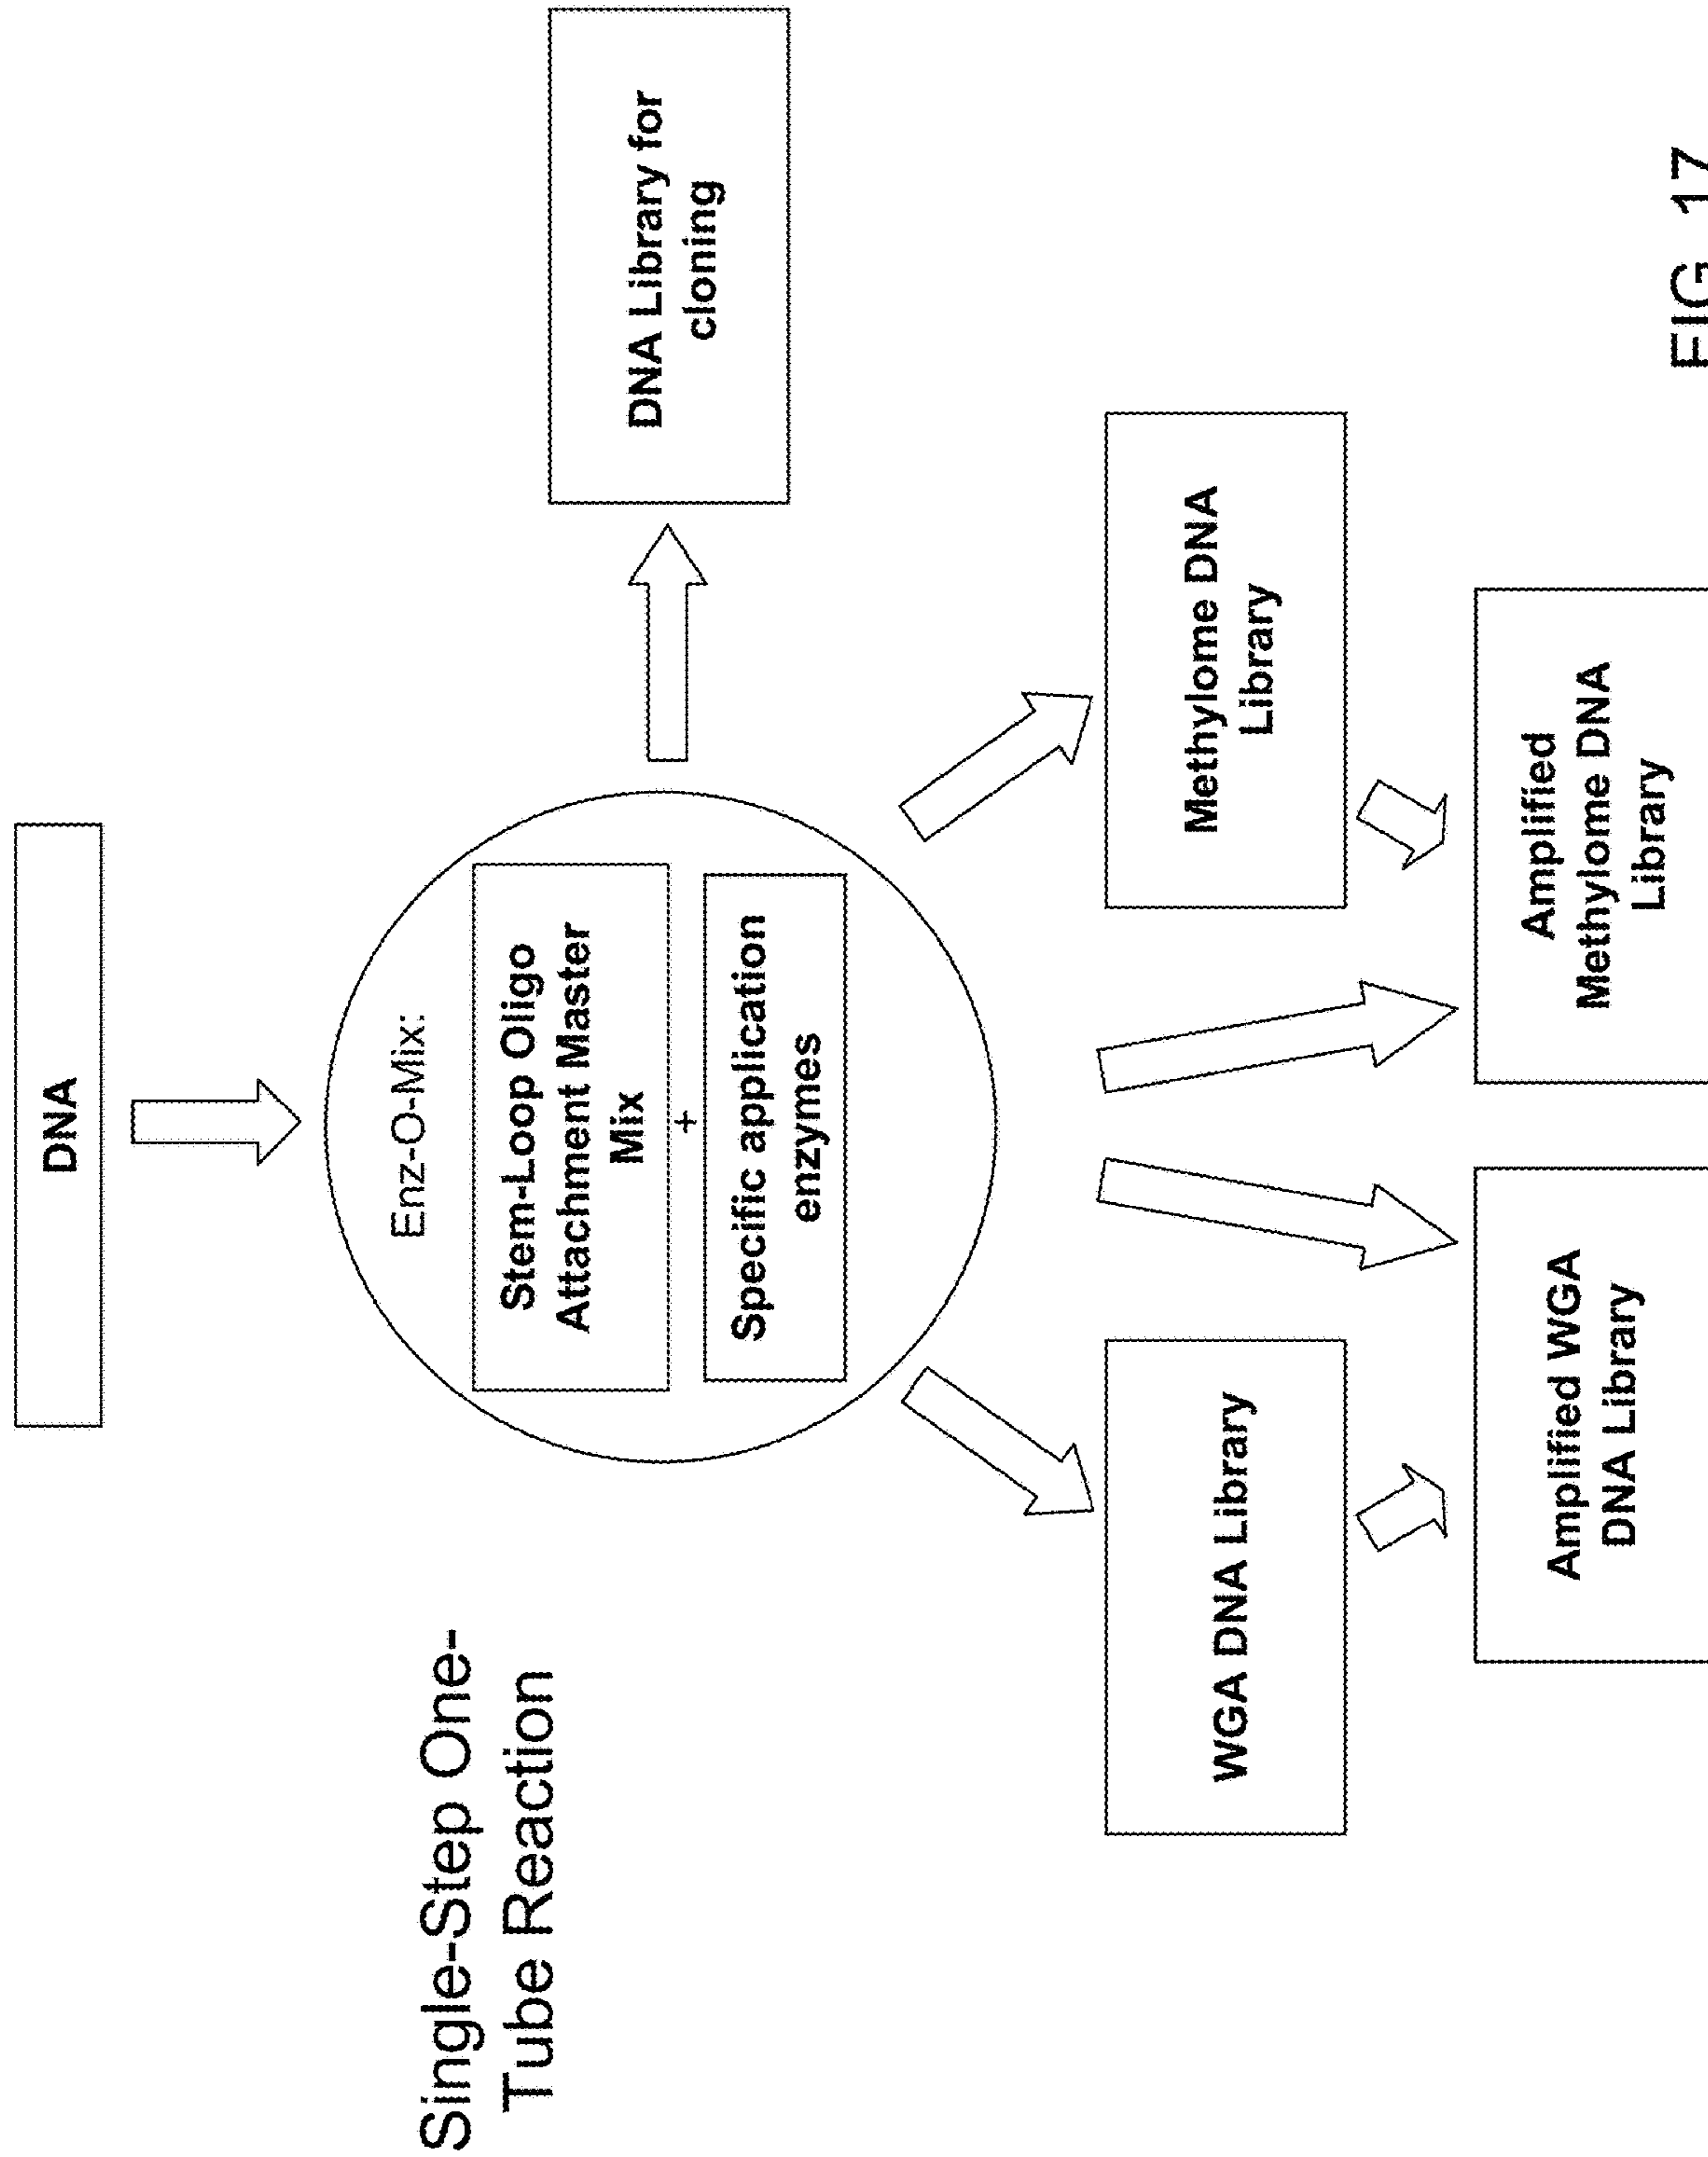 DNA
Single-Step One-
Tube Reaction
Enz-O-Mix:
Stem-Loop Oligo
Attachment Master
Mix
+
Specific application
enzymes
DNA Library for
cloning
WGA DNA Library
Methylome DNA
Library
Amplified WGA
DNA Library
Amplified
Methylome DNA
Library
FIG. 17